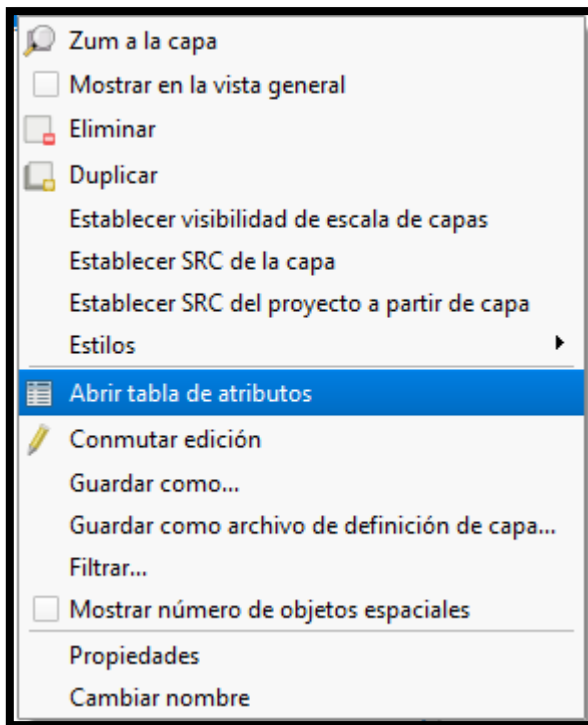 Zum a la capa
Mostrar en la vista general
Eliminar
Duplicar
Establecer visibilidad de escala de capas
Establecer SRC de la capa
Establecer SRC del proyecto a partir de capa
Estilos
Abrir tabla de atributos
Conmutar edición
Guardar como...
Guardar como archivo de definición de capa...
Filtrar...
Mostrar número de objetos espaciales
Propiedades
Cambiar nombre